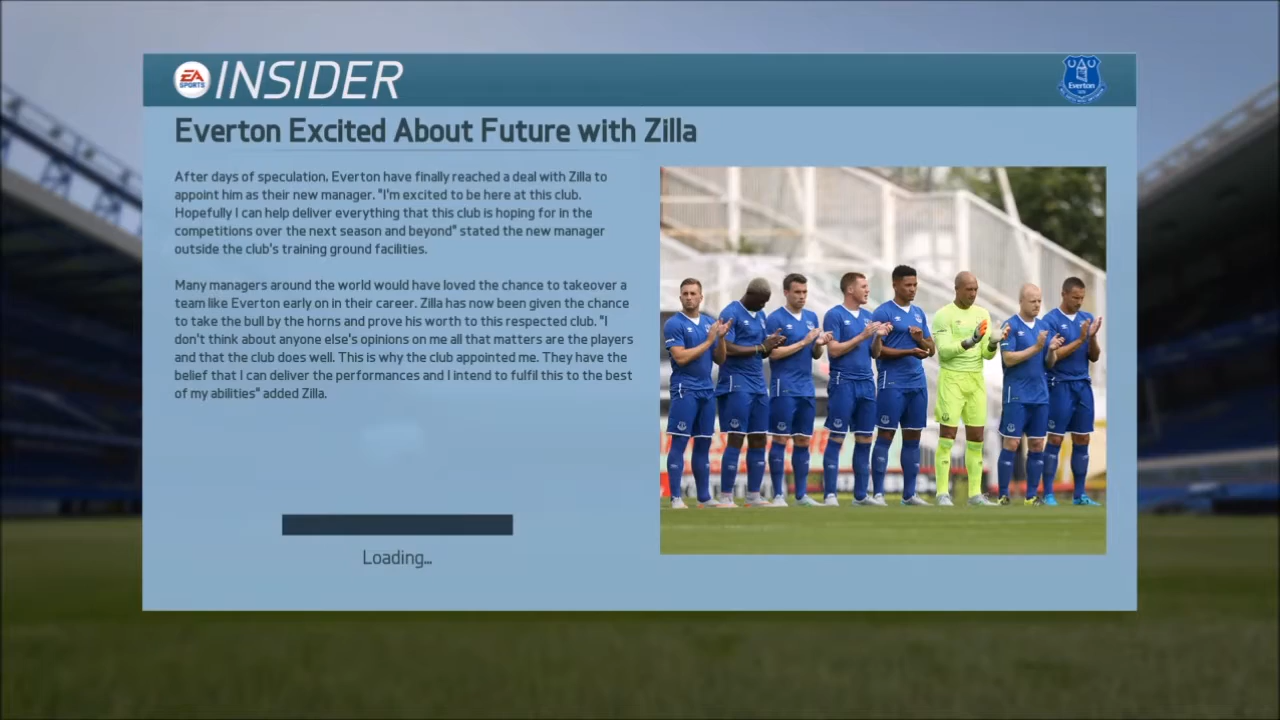 EA
SPORTS
INSIDER
Everton
Everton Excited About Future with Zilla
After days of speculation, Everton have finally reached a deal with Zilla to
appoint him as their new manager. "I'm excited to be here at this club.
Hopefully I can help deliver everything that this club is hoping for in the
competitions over the next season and beyond" stated the new manager
outside the club's training ground facilities.
Many managers around the world would have loved the chance to takeover a
team like Everton early on in their career. Zilla has now been given the chance
to take the bull by the horns and prove his worth to this respected club. "I
don't think about anyone else's opinions on me all that matters are the players
and that the club does well. This is why the club appointed me. They have the
belief that I can deliver the performances and I intend to fulfil this to the best
of my abilities" added Zilla.
Loading...